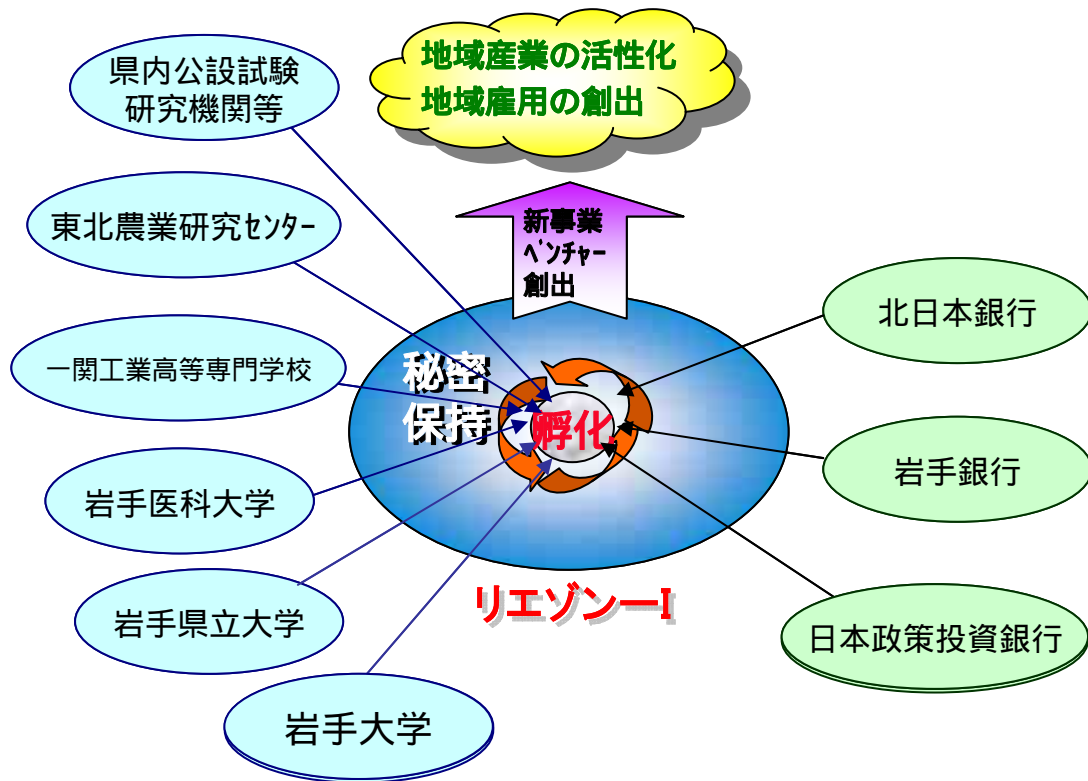 地域産業の活性化
地域雇用の創出
県内公設試験
研究機関等
東北農業研究ｾﾝﾀｰ
新事業
ﾍﾞﾝﾁｬｰ
創出
北日本銀行
一関工業高等専門学校
秘密
保持
孵化
岩手銀行
岩手医科大学
リエゾン－I
岩手県立大学
日本政策投資銀行
岩手大学